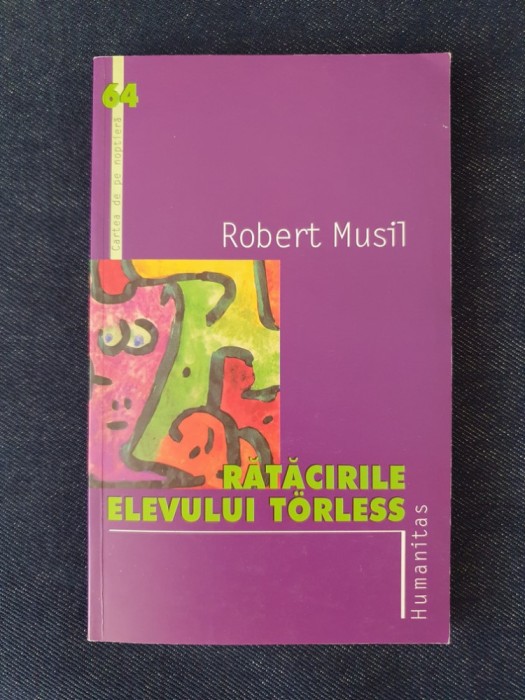 64
Cartea de pe noptieră
Robert Musil
RĂTĂCIRILE
ELEVULUI TÖRLESS
Humanitas